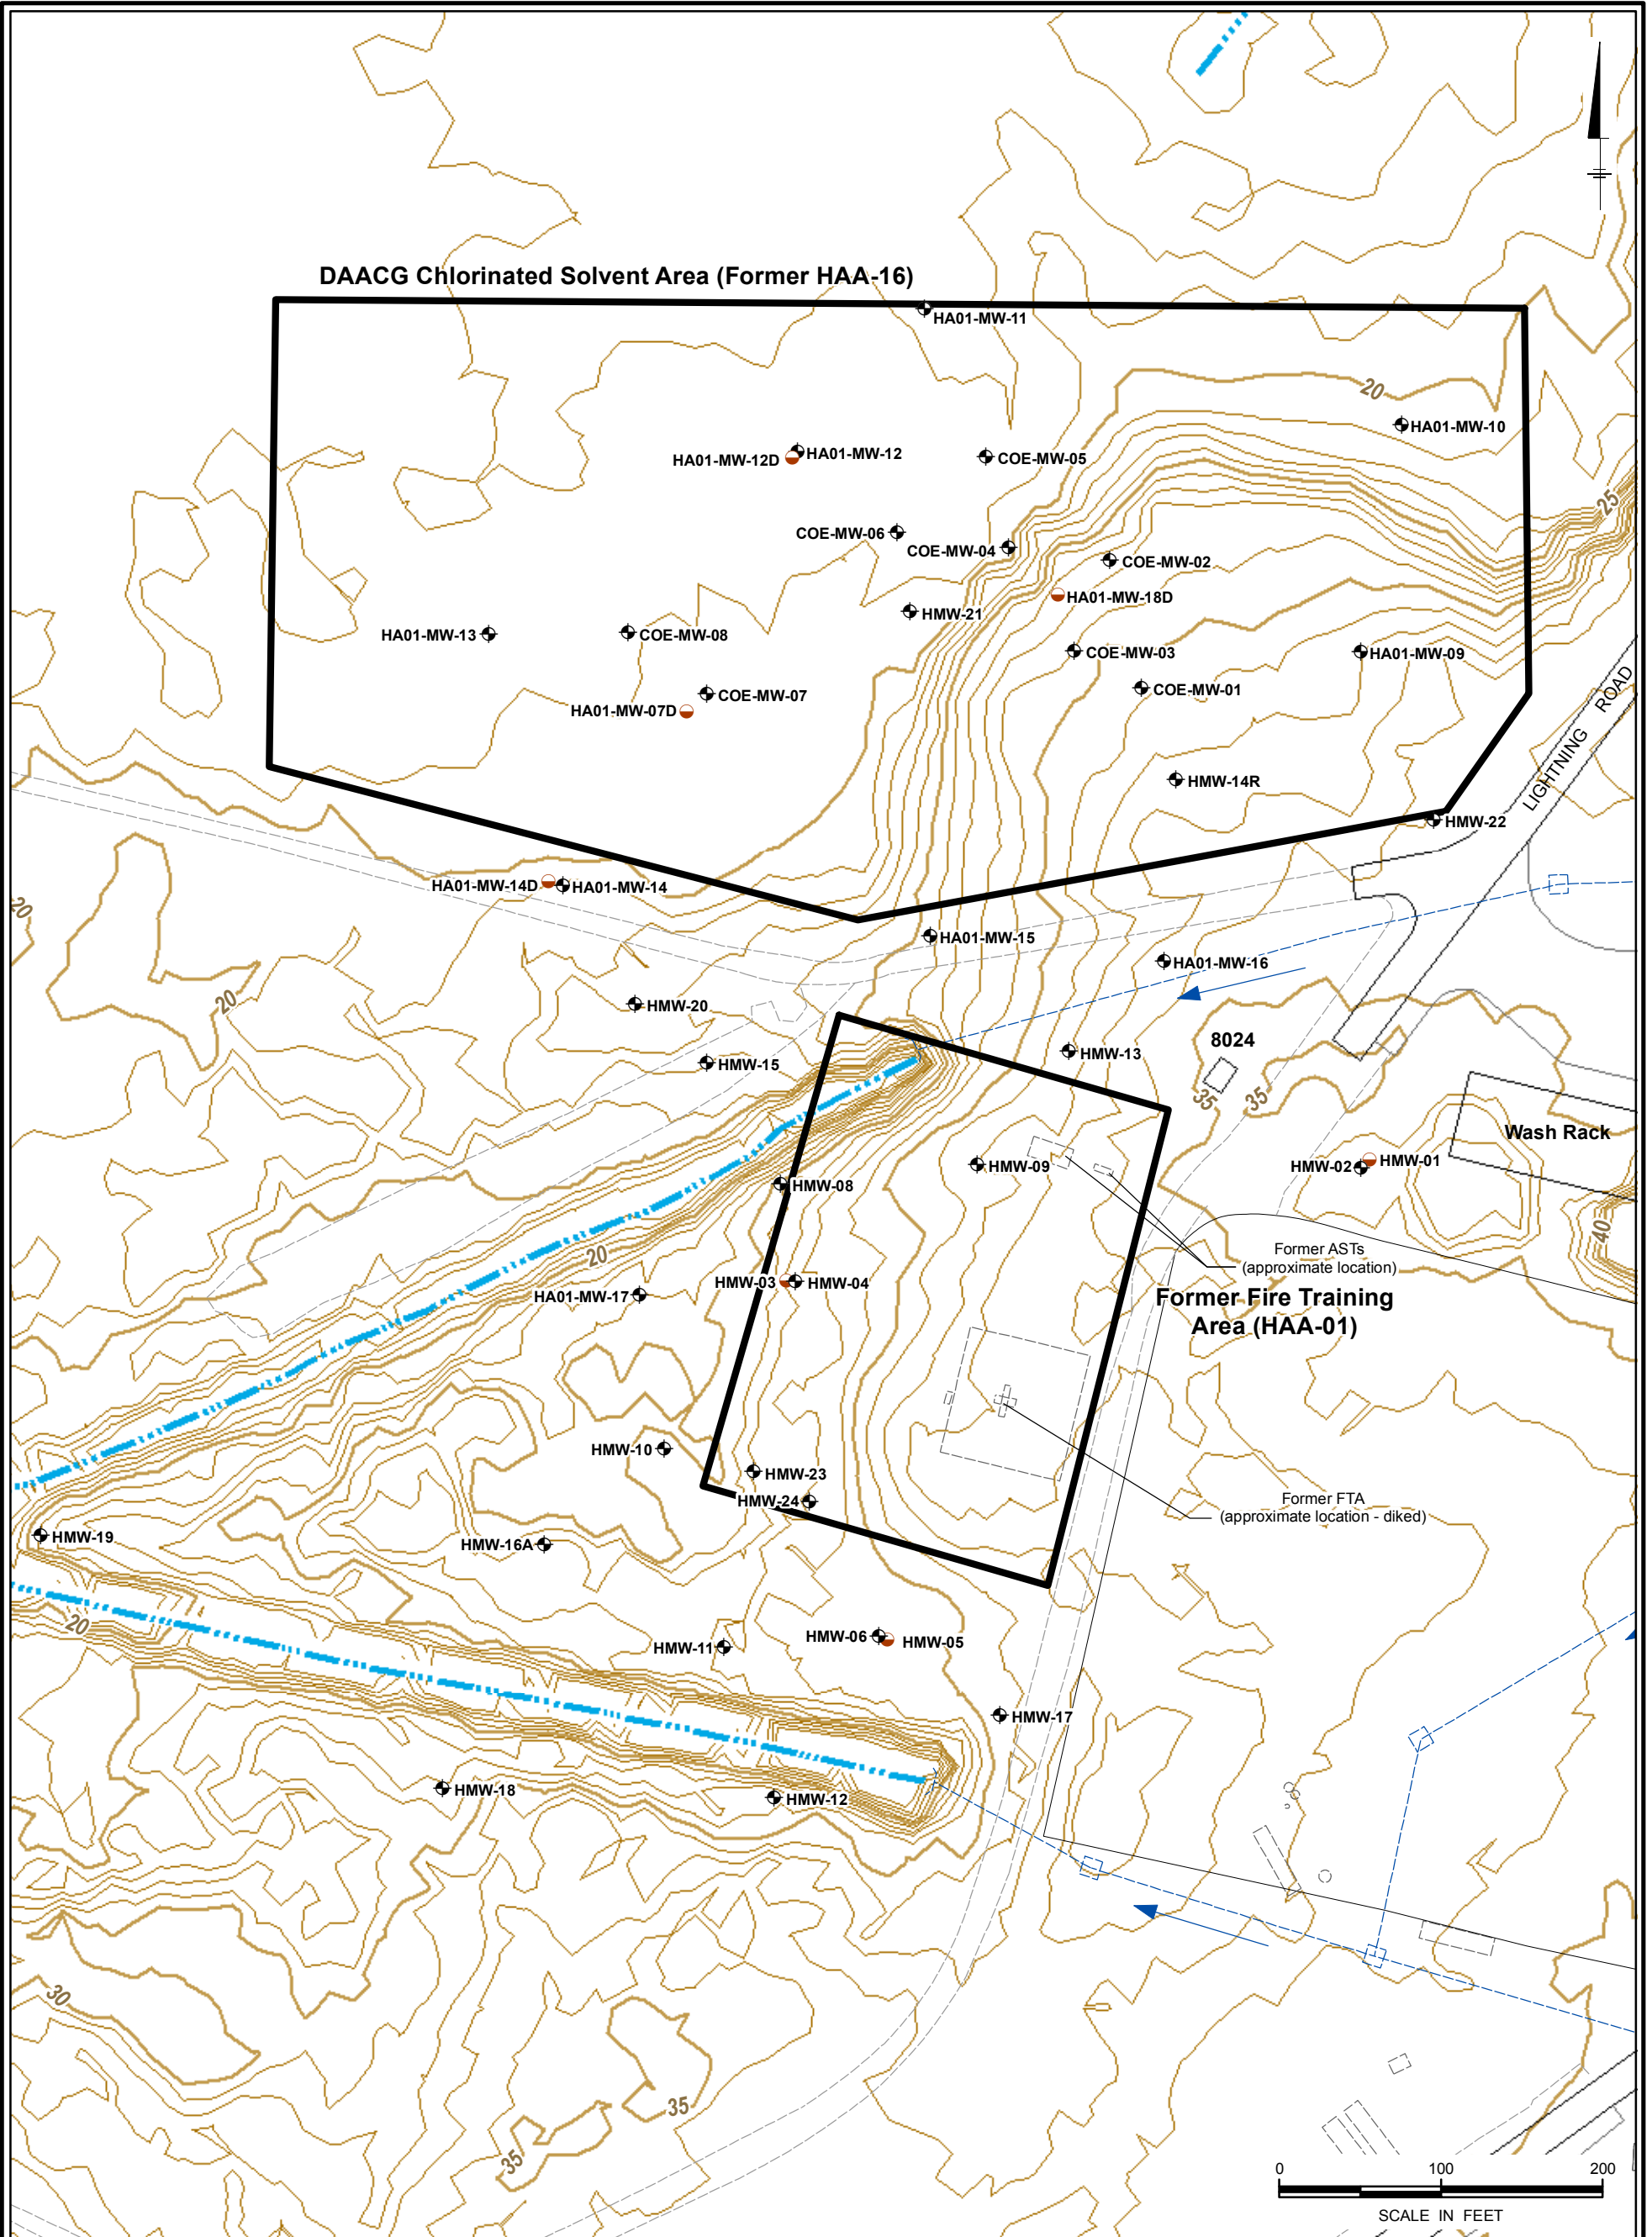 DAACG Chlorinated Solvent Area (Former HAA-16)
HA01-MW-11
20
HA01-MW-10
HA01-MW-12D
HA01-MW-12
COE-MW-05
25
COE-MW-06
COE-MW-04
COE-MW-02
HA01-MW-18D
HMW-21
HA01-MW-13
COE-MW-08
COE-MW-03
HA01-MW-09
COE-MW-01
COE-MW-07
HA01-MW-07D
LIGHTNING ROAD
HMW-14R
HMW-22
HA01-MW-14D
HA01-MW-14
20
HA01-MW-15
HA01-MW-16
20
HMW-20
HMW-15
HMW-13
8024
35
35
Wash Rack
HMW-09
HMW-02
HMW-01
HMW-08
40
20
Former ASTs
(approximate location)
HMW-03
HMW-04
HA01-MW-17
Former Fire Training
Area (HAA-01)
HMW-10
HMW-23
HMW-24
Former FTA
(approximate location - diked)
HMW-19
HMW-16A
20
HMW-11
HMW-06
HMW-05
HMW-17
HMW-18
HMW-12
30
35
35
0
100
200
SCALE IN FEET